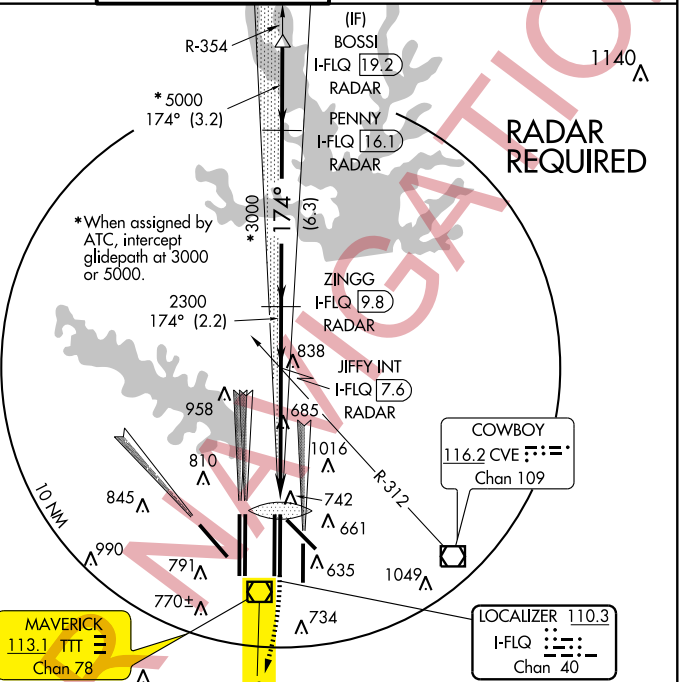 (IF)
BOSSI
I-FLQ 19.2
RADAR
R-354
1140
*5000
174° (3.2)
PENNY
I-FLQ 16.1
RADAR
RADAR
REQUIRED
*3000
174°
(6.3)
*When assigned by
ATC, intercept
glidepath at 3000
or 5000.
ZINGG
I-FLQ 9.8
RADAR
2300
174° (2.2)
838
JIFFY INT
I-FLQ 7.6
RADAR
958
685
1016
810
COWBOY
116.2 CVE
Chan 109
R-312
845
742
661
10 NM
990
791
635
1049
770±
734
MAVERICK
113.1 TTT
Chan 78
LOCALIZER 110.3
I-FLQ
Chan 40
NAVIGATIO